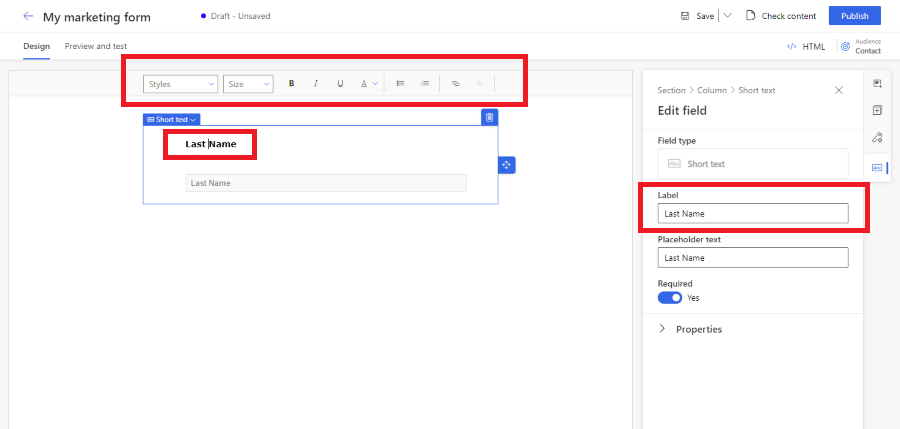 My marketing form
Draft - Unsaved
Save
Check content
Publish
Design
Preview and test
</> HTML
Audience
Contact
Styles
Size
B I U A
Short text
Last Name
Last Name
Section > Column > Short text
Edit field
Field type
Abc Short text
Label
Last Name
Placeholder text
Last Name
Required
Yes
Properties
Abc